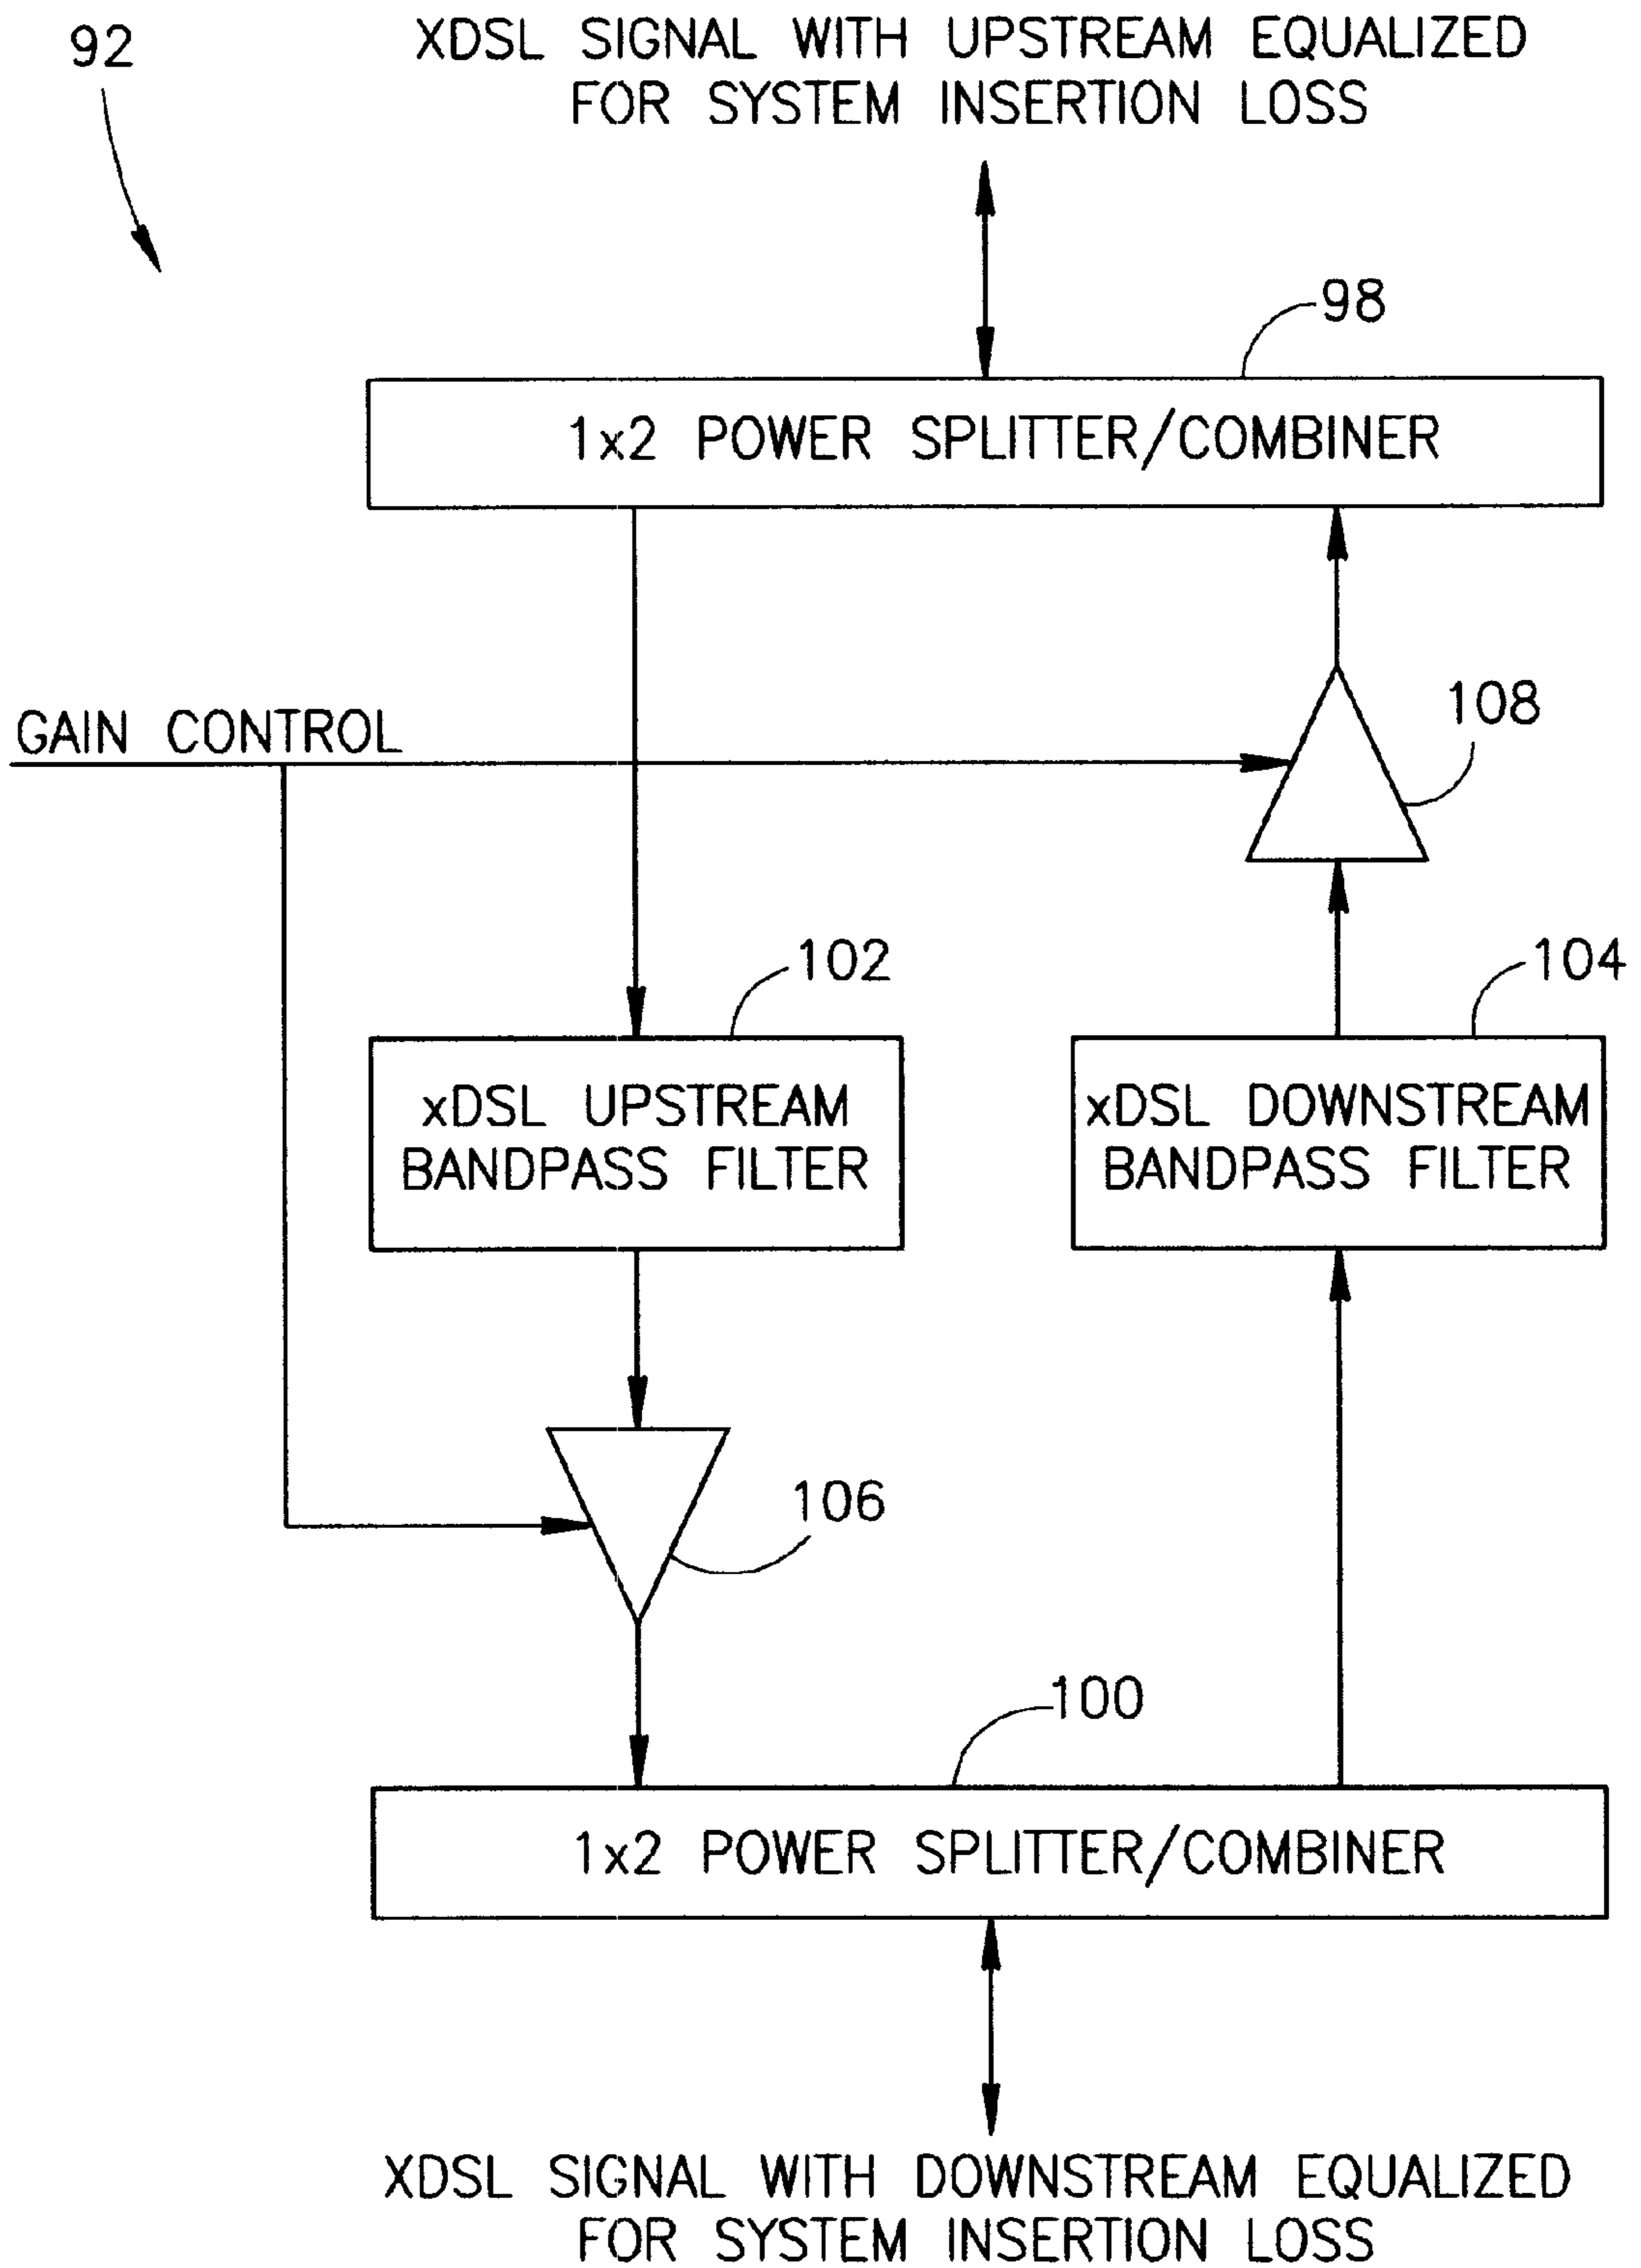 92
XDSL SIGNAL WITH UPSTREAM EQUALIZED
FOR SYSTEM INSERTION LOSS
98
1x2 POWER SPLITTER/COMBINER
GAIN CONTROL
108
102
104
xDSL UPSTREAM
BANDPASS FILTER
xDSL DOWNSTREAM
BANDPASS FILTER
106
100
1x2 POWER SPLITTER/COMBINER
XDSL SIGNAL WITH DOWNSTREAM EQUALIZED
FOR SYSTEM INSERTION LOSS